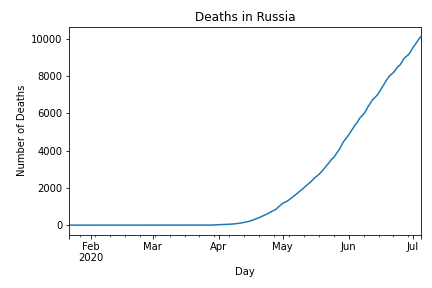 Deaths in Russia
Number of Deaths
10000
8000
6000
4000
2000
0
Feb
2020
Mar
Apr
May
Jun
Jul
Day